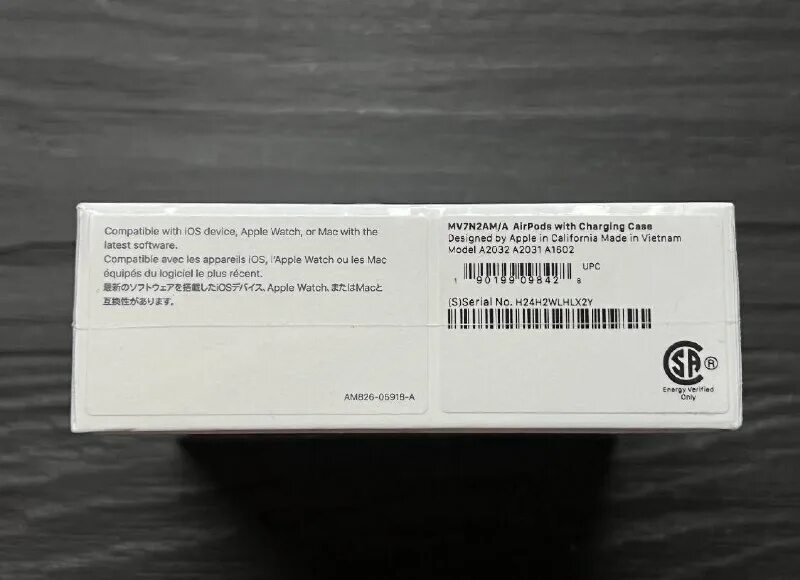 Compatible with iOS device, Apple Watch, or Mac with the
latest software.
Compatible avec les appareils iOS, l'Apple Watch ou les Mac
équipés du logiciel le plus récent.
最新のソフトウェアを搭載したiOSデバイス、Apple Watch、またはMacと
互換性があります。
AM826-05918-A
MV7N2AM/A AirPods with Charging Case
Designed by Apple in California Made in Vietnam
Model A2032 A2031 A1602
UPC
1 90199 09842 8
(S)Serial No. H24H2WLHLX2Y
SA ®
Energy Verified
Only